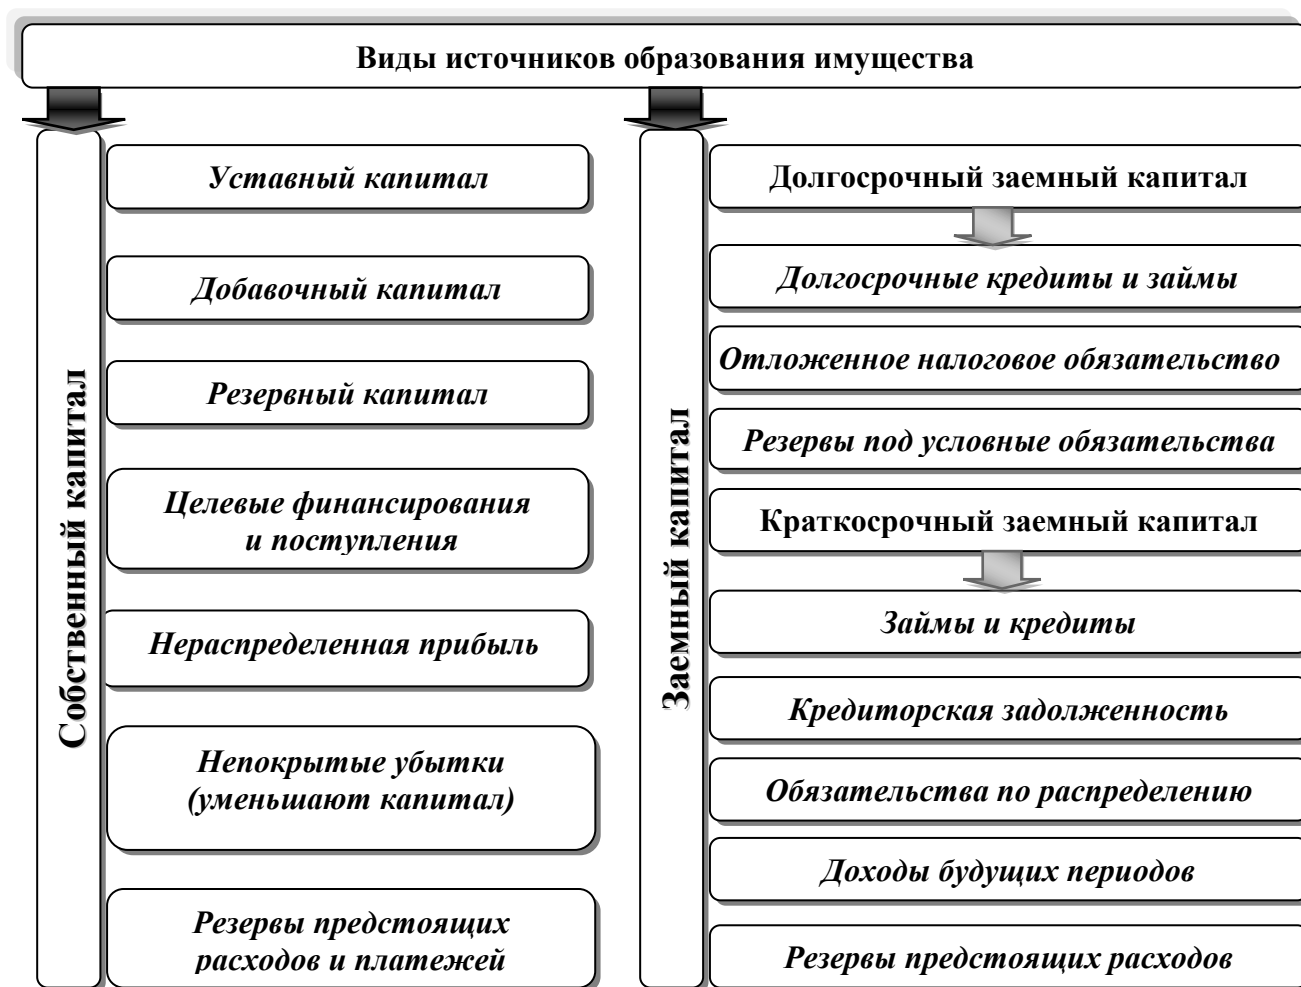 Виды источников образования имущества
Собственный капитал
Уставный капитал
Добавочный капитал
Резервный капитал
Целевые финансирования
и поступления
Нераспределенная прибыль
Непокрытые убытки
(уменьшают капитал)
Резервы предстоящих
расходов и платежей
Заемный капитал
Долгосрочный заемный капитал
Долгосрочные кредиты и займы
Отложенное налоговое обязательство
Резервы под условные обязательства
Краткосрочный заемный капитал
Займы и кредиты
Кредиторская задолженность
Обязательства по распределению
Доходы будущих периодов
Резервы предстоящих расходов